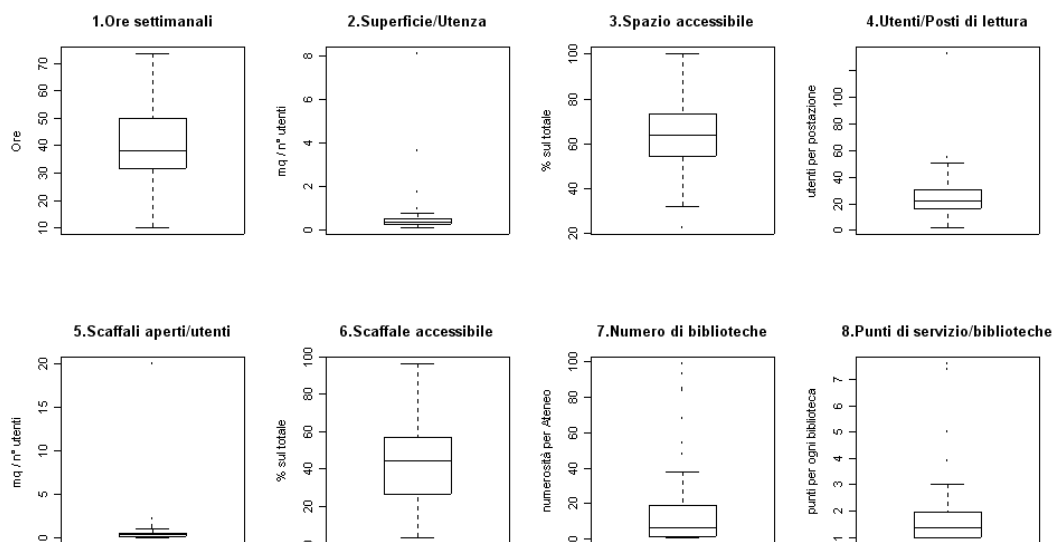 1.Ore settimanali
2.Superficie/Utenza
3.Spazio accessibile
4.Utenti/Posti di lettura
Ore
10 20 30 40 50 60 70
mq / n° utenti
0 2 4 6 8
% sul totale
20 40 60 80 100
utenti per postazione
0 20 40 60 80 100
5.Scaffali aperti/utenti
6.Scaffale accessibile
7.Numero di biblioteche
8.Punti di servizio/biblioteche
mq / n° utenti
0 5 10 15 20
% sul totale
0 20 40 60 80 100
numerosità per Ateneo
0 20 40 60 80 100
punti per ogni biblioteca
1 2 3 4 5 6 7